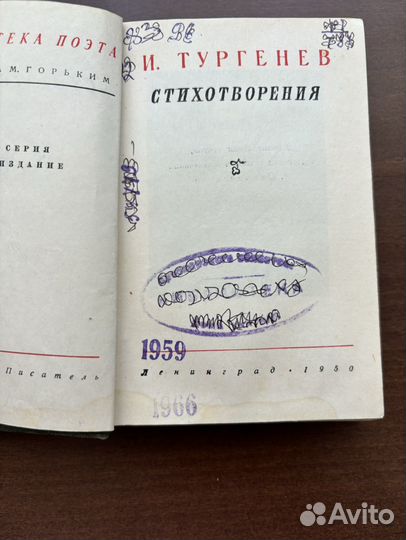 ТЕКА ПОЭТА
А М. ГОРЬКИМ
СЕРИЯ
ИЗДАНИЕ
Писатель
И. ТУРГЕНЕВ
СТИХОТВОРЕНИЯ
1959
Ленинград · 1950
1966
Avito